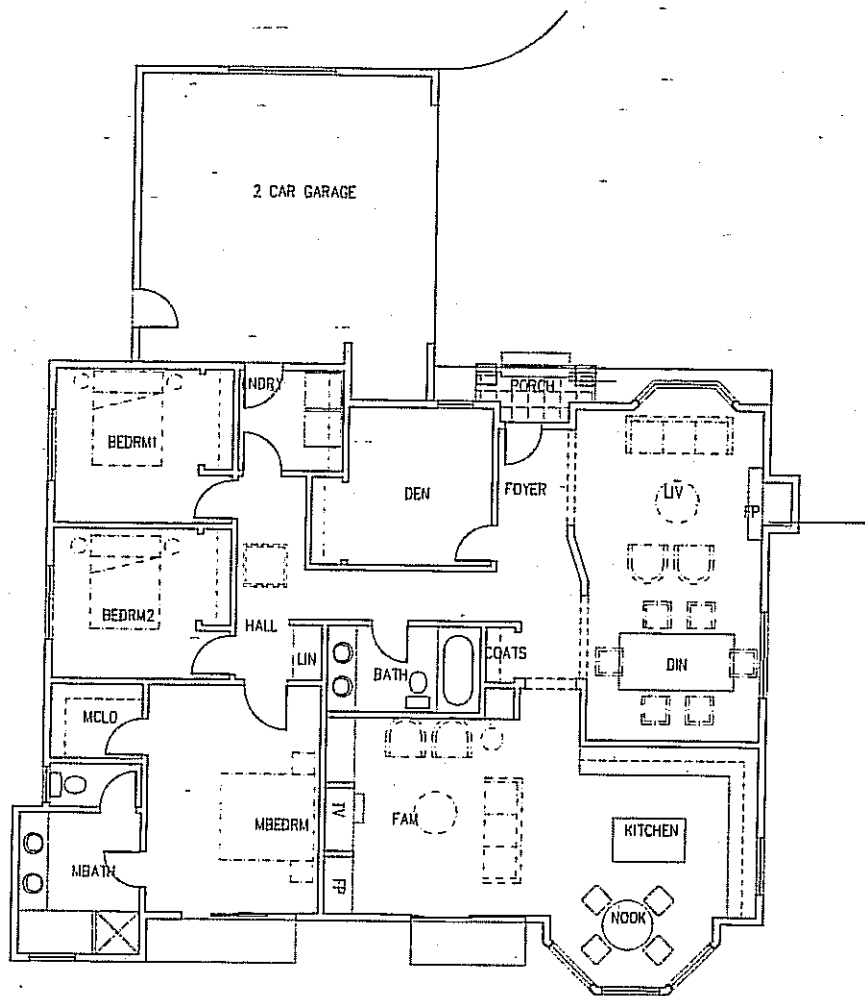 2 CAR GARAGE
NDRY
PORCH
BEDRM1
DEN
FOYER
LIV
FP
BEDRM2
HALL
LIN
BATH
COATS
DIN
MCLO
MBEDRM
TV
FAM
KITCHEN
MBATH
FP
NOOK